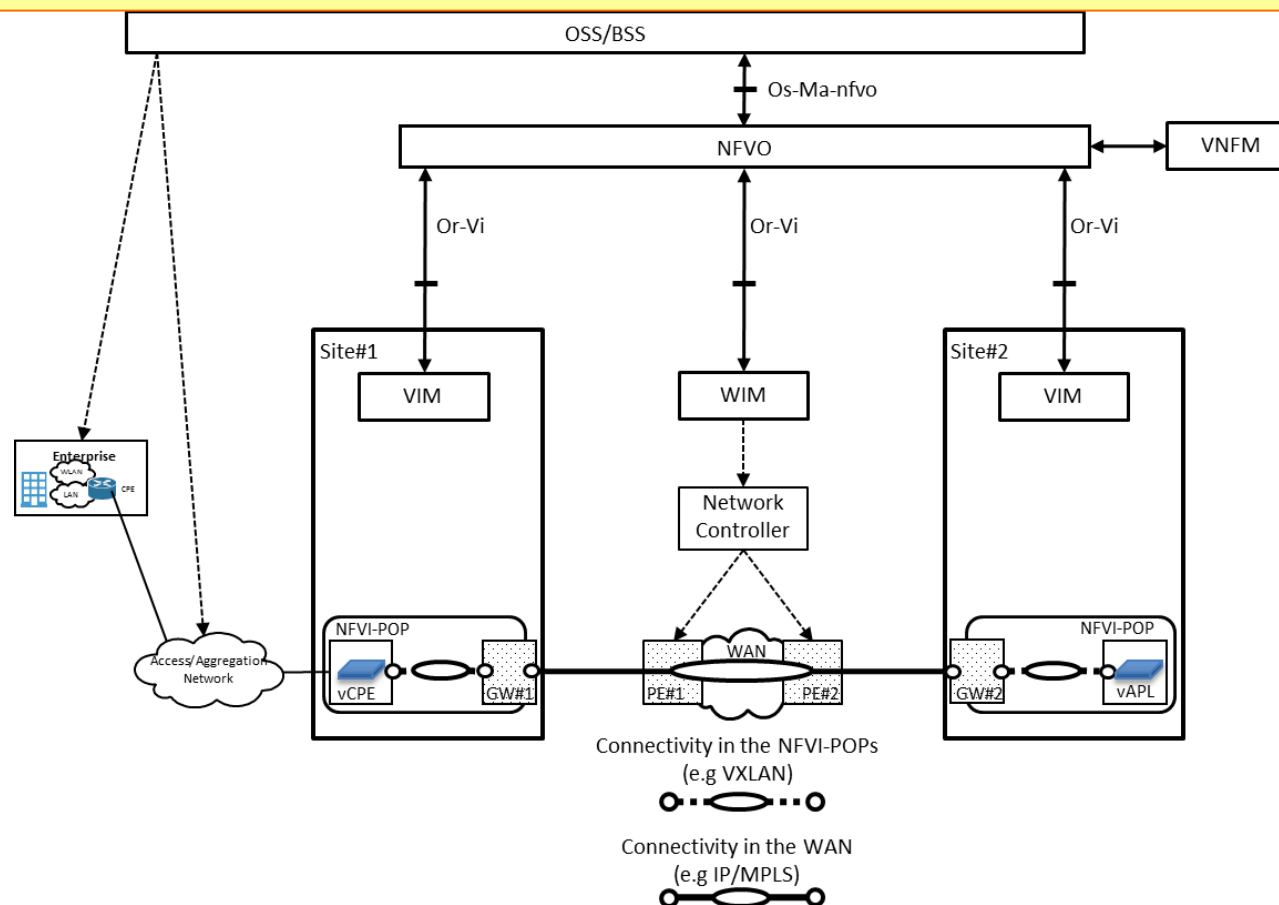 OSS/BSS
Os-Ma-nfvo
NFVO
VNFM
Or-Vi
Or-Vi
Or-Vi
Site#1
Site#2
VIM
WIM
VIM
Enterprise
WLAN
LAN
CPE
Network
Controller
NFVI-POP
NFVI-POP
WAN
Access/Aggregation
Network
vCPE
GW#1
PE#1
PE#2
GW#2
vAPL
Connectivity in the NFVI-POPs
(e.g VXLAN)
Connectivity in the WAN
(e.g IP/MPLS)